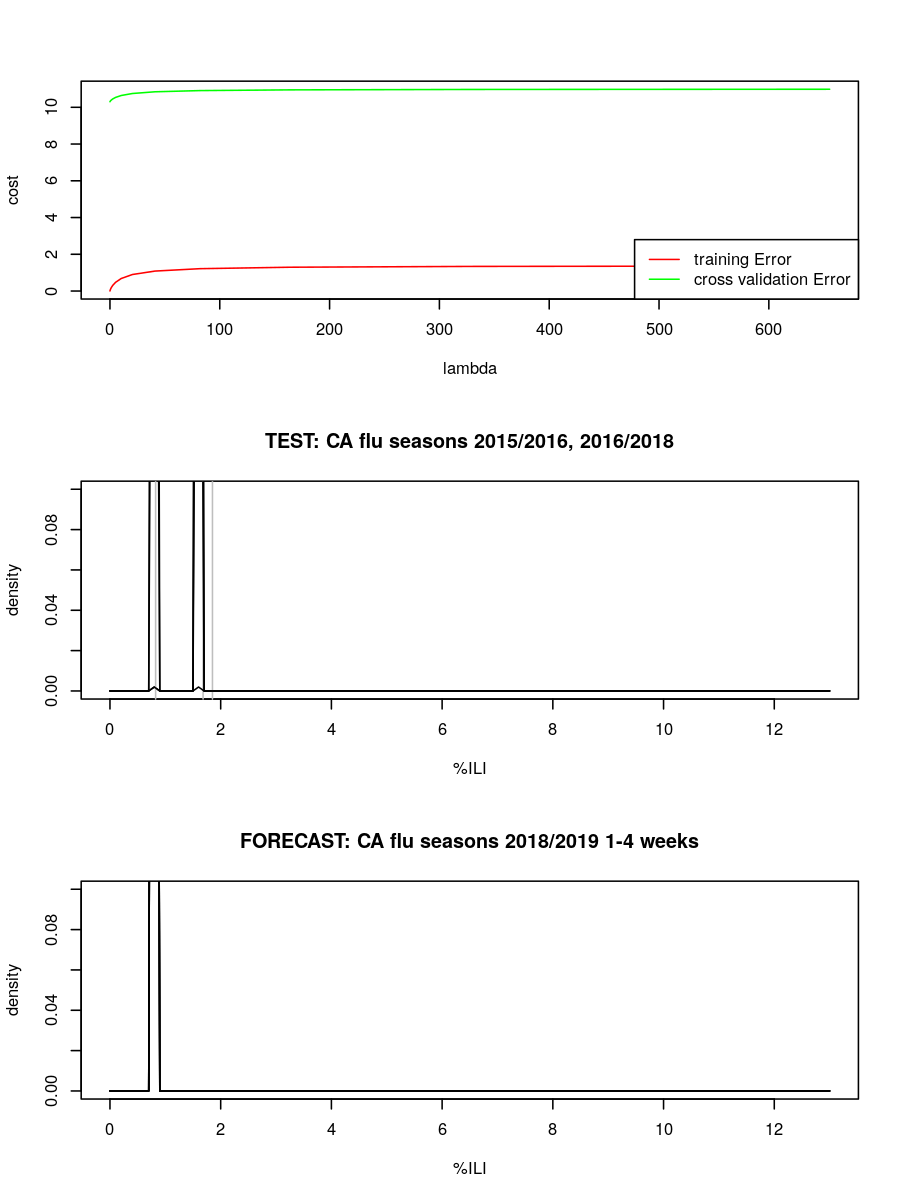 cost
0
2
4
6
8
10
training Error
cross validation Error
0 100 200 300 400 500 600
lambda
TEST: CA flu seasons 2015/2016, 2016/2018
density
0.00
0.04
0.08
0 2 4 6 8 10 12
%ILI
FORECAST: CA flu seasons 2018/2019 1-4 weeks
density
0.00
0.04
0.08
0 2 4 6 8 10 12
%ILI